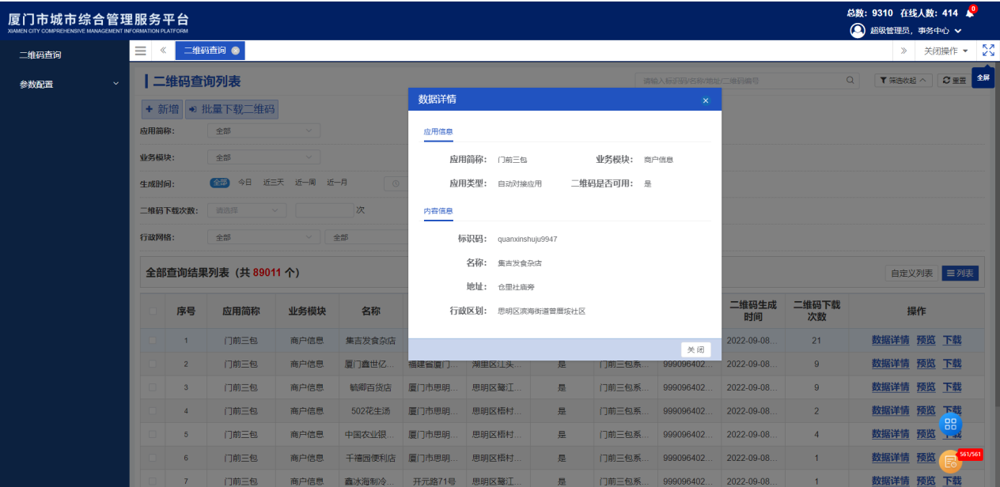 厦门市城市综合管理服务平台
XIAMEN CITY COMPREHENSIVE MANAGEMENT INFORMATION PLATFORM
总数: 9310 在线人数: 414 0
超级管理员, 事务中心
二维码查询
参数配置
二维码查询
关闭操作
全屏
二维码查询列表
请输入标识码/名称/地址/二维码编号
筛选收起
重置
+ 新增
批量下载二维码
应用简称: 全部
业务模块: 全部
生成时间: 全部 今日 近三天 近一周 近一月
二维码下载次数: 请选择 次
行政网格: 全部 全部
全部查询结果列表（共 89011 个）
自定义列表 列表
数据详情
应用信息
应用简称: 门前三包 业务模块: 商户信息
应用类型: 自动对接应用 二维码是否可用: 是
内容信息
标识码: quanxinshuju9947
名称: 集吉发食杂店
地址: 仓里社庙旁
行政区划: 思明区滨海街道曾厝垵社区
关闭
序号 应用简称 业务模块 名称 二维码生成时间 二维码下载次数 操作
1 门前三包 商户信息 集吉发食杂店 2022-09-08... 21 数据详情 预览 下载
2 门前三包 商户信息 厦门鑫世亿... 福建省厦门... 湖里区江头... 是 门前三包系... 999096402... 2022-09-08... 9 数据详情 预览 下载
3 门前三包 商户信息 毓卿百货店 厦门市思明... 思明区鹭江... 是 门前三包系... 999096402... 2022-09-08... 9 数据详情 预览 下载
4 门前三包 商户信息 502花生汤 厦门市思明... 思明区梧村... 是 门前三包系... 999096402... 2022-09-08... 2 数据详情 预览 下载
5 门前三包 商户信息 中国农业银... 厦门市思明... 思明区梧村... 是 门前三包系... 999096402... 2022-09-08... 4 数据详情 预览 下载
6 门前三包 商户信息 千禧园便利店 厦门市思明... 思明区梧村... 是 门前三包系... 999096402... 2022-09-08... 1 数据详情 预览
561/561
7 门前三包 商户信息 鑫冰海制冷... 开元路71号 思明区鹭江... 是 门前三包系... 999096402... 2022-09-08... 1 数据详情 预览 下载